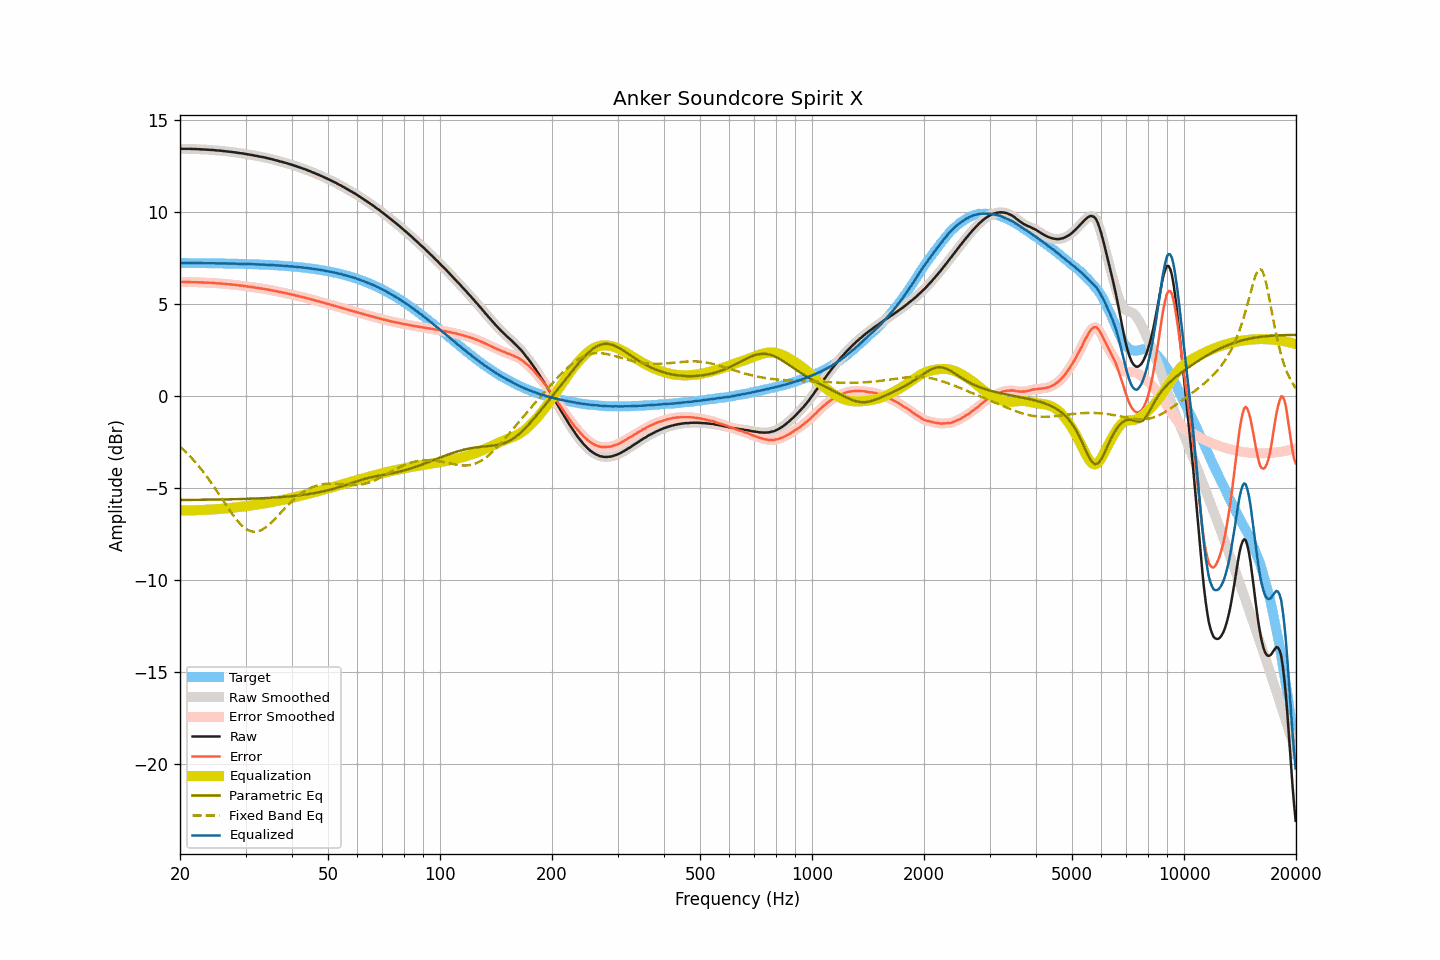 Anker Soundcore Spirit X
15
10
5
0
−5
−10
−15
−20
Amplitude (dBr)
Target
Raw Smoothed
Error Smoothed
Raw
Error
Equalization
Parametric Eq
Fixed Band Eq
Equalized
20 50 100 200 500 1000 2000 5000 10000 20000
Frequency (Hz)